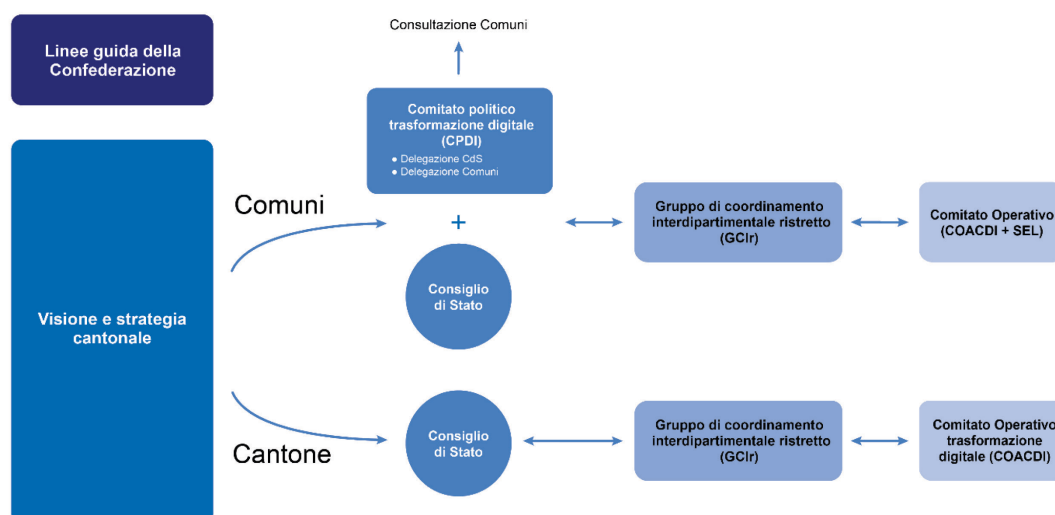 Consultazione Comuni
Linee guida della
Confederazione
Comitato politico
trasformazione digitale
(CPDI)
● Delegazione CdS
● Delegazione Comuni
Comuni
+
Gruppo di coordinamento
interdipartimentale ristretto
(GCIr)
Comitato Operativo
(COACDI + SEL)
Consiglio
di Stato
Visione e strategia
cantonale
Cantone
Consiglio
di Stato
Gruppo di coordinamento
interdipartimentale ristretto
(GCIr)
Comitato Operativo
trasformazione
digitale (COACDI)